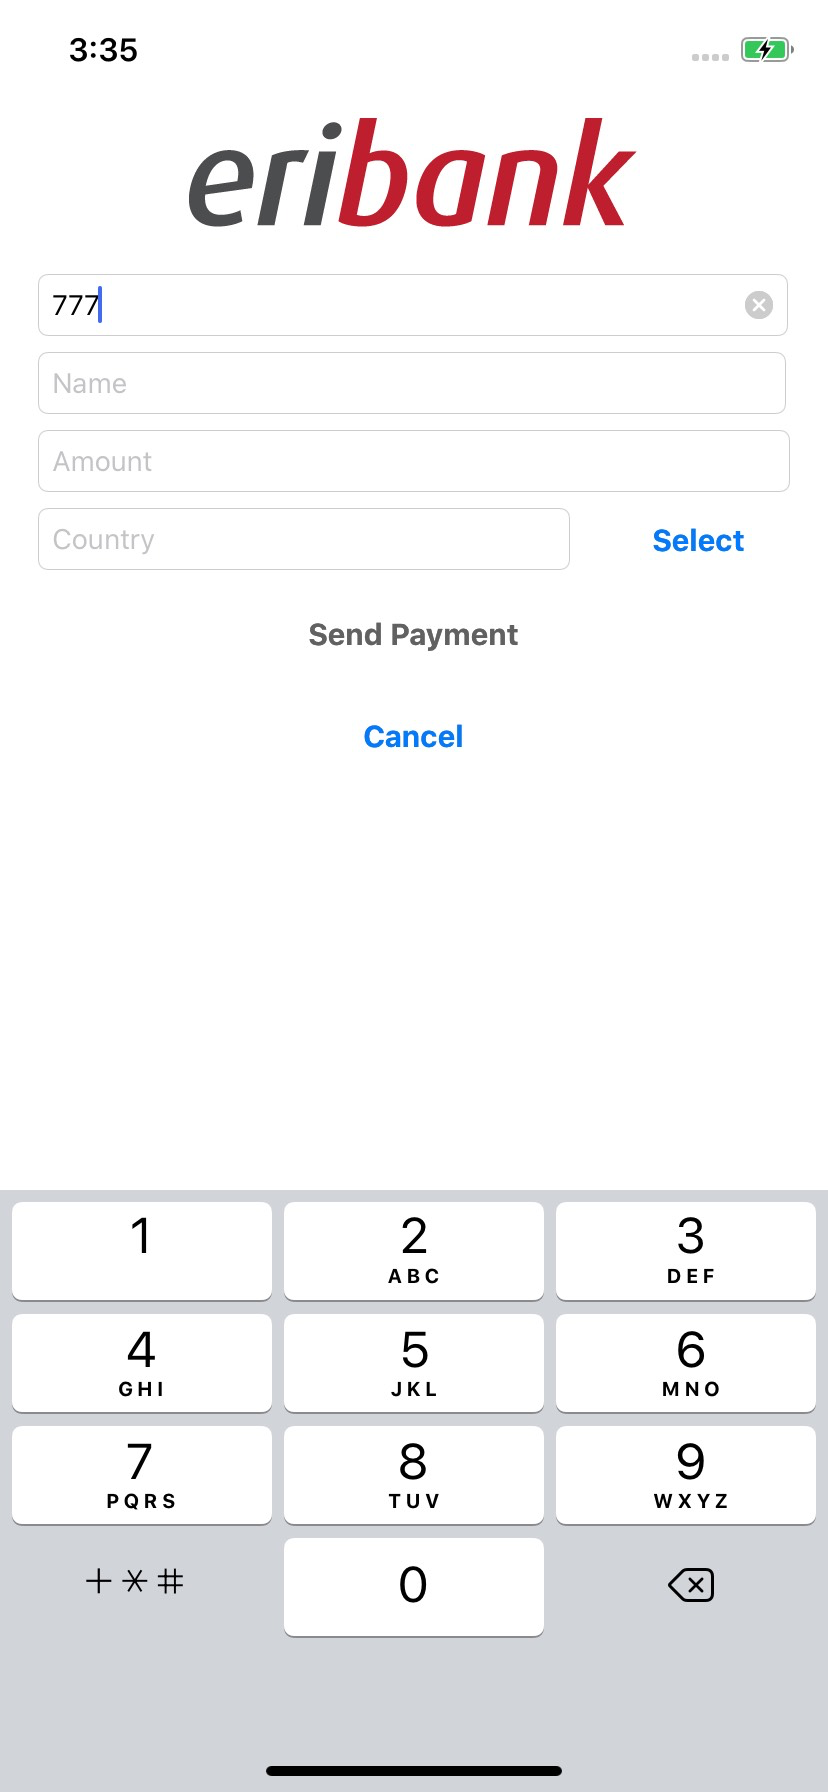 3:35
eribank
777
Name
Amount
Country
Select
Send Payment
Cancel
1
2
ABC
3
DEF
4
GHI
5
JKL
6
MNO
7
PQRS
8
TUV
9
WXYZ
+*#
0